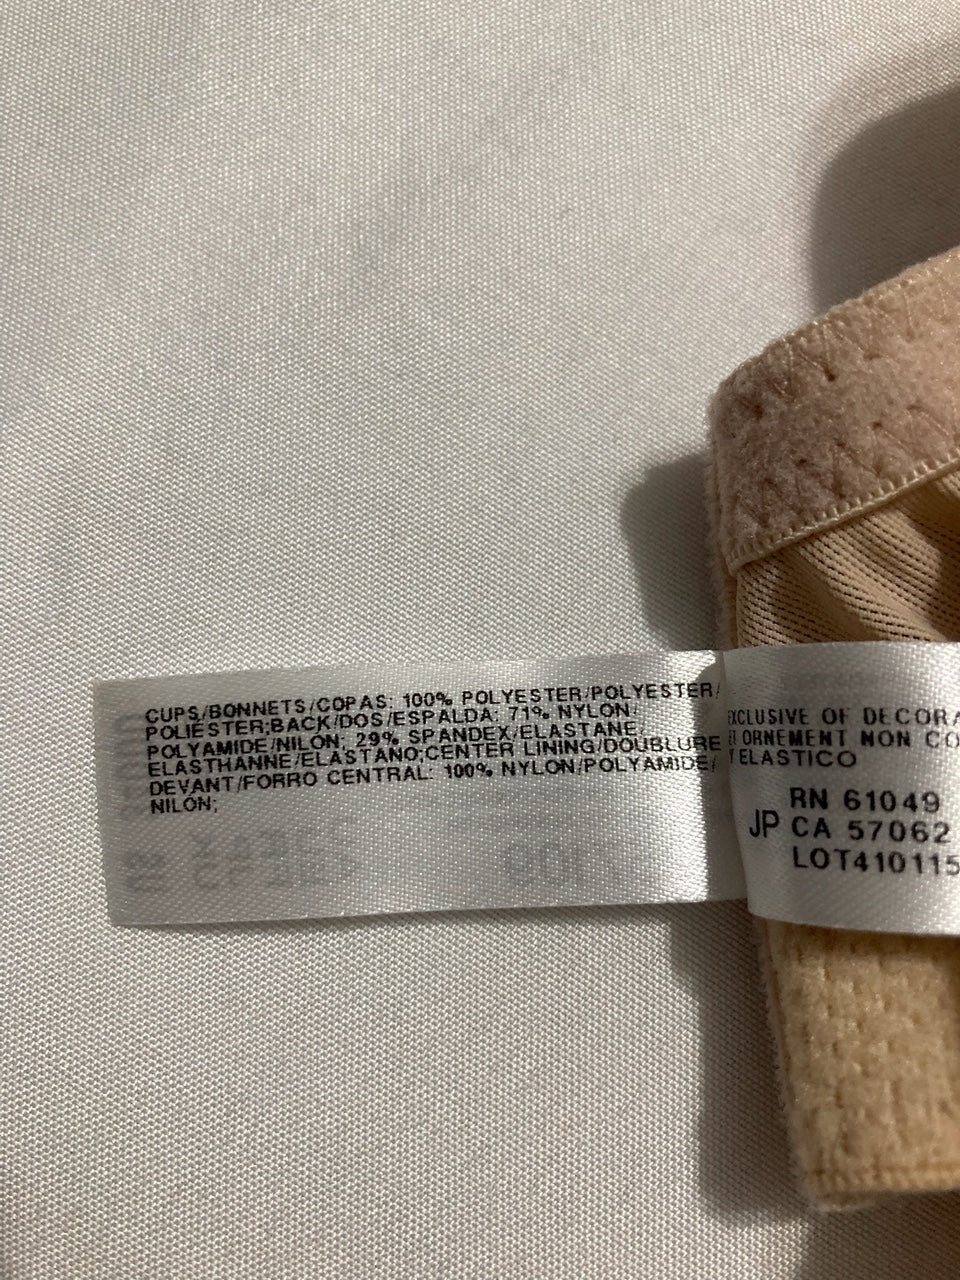 CUPS/BONNETS/COPAS: 100% POLYESTER/POLYESTER/
POLIESTER;BACK/DOS/ESPALDA: 71% NYLON/
POLYAMIDE/NILON; 29% SPANDEX/ELASTANE
ELASTHANNE/ELASTANO;CENTER LINING/DOUBLURE
DEVANT/FORRO CENTRAL: 100% NYLON/POLYAMIDE/
NILON;
EXCLUSIVE OF DECORA
ET ORNEMENT NON CO
Y ELASTICO
RN 61049
JP CA 57062
LOT410115